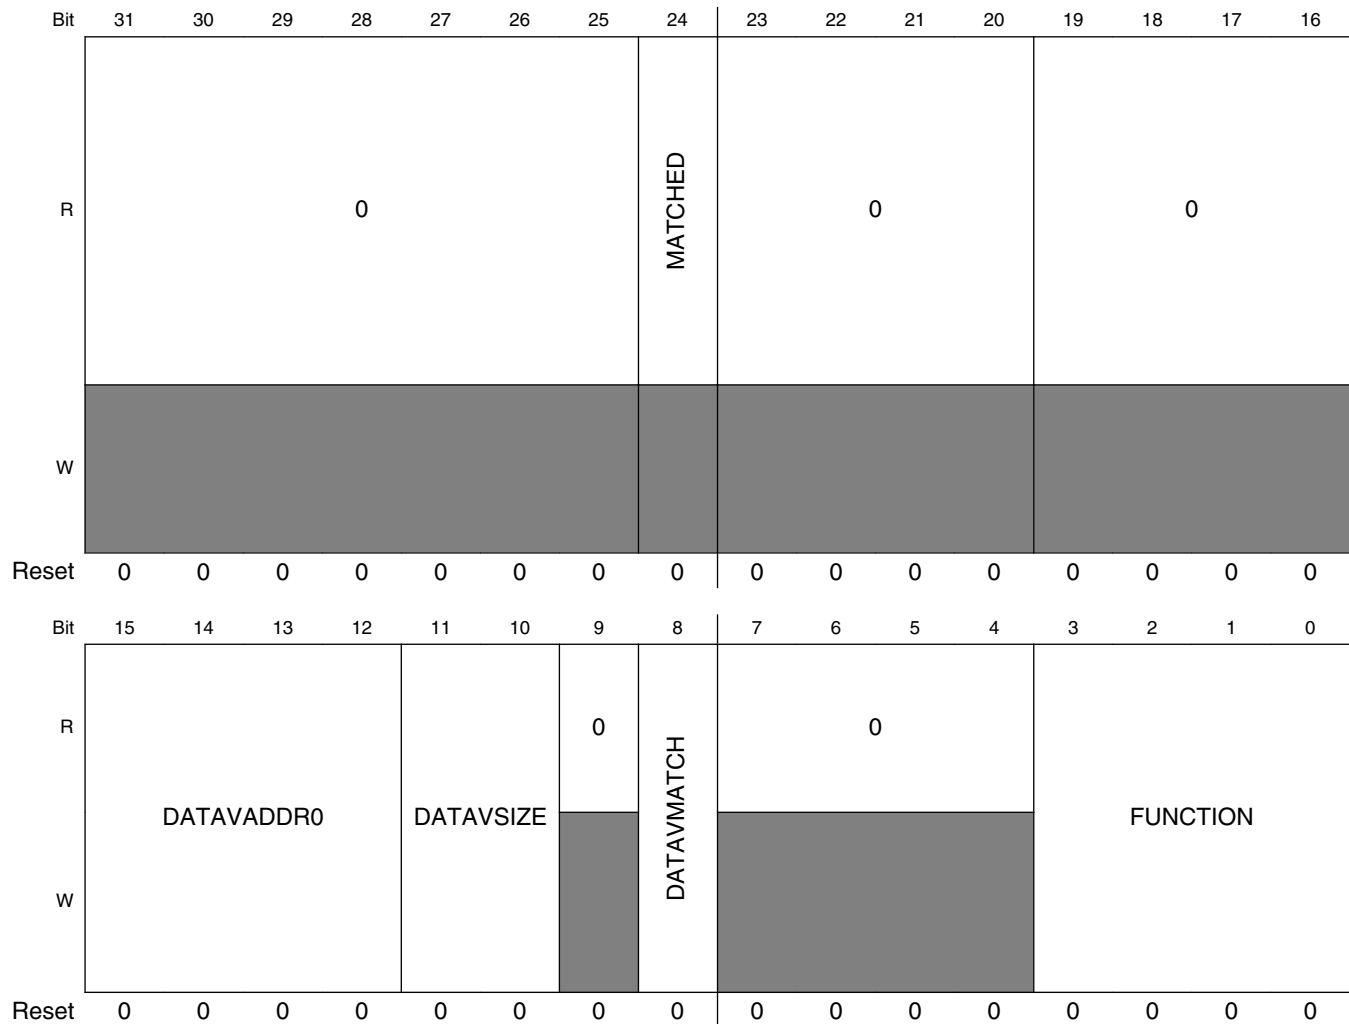 Bit 31 30 29 28 27 26 25 24 23 22 21 20 19 18 17 16
R 0 MATCHED 0 0
W
Reset 0 0 0 0 0 0 0 0 0 0 0 0 0 0 0 0
Bit 15 14 13 12 11 10 9 8 7 6 5 4 3 2 1 0
R 0 0
DATAVADDR0 DATAVSIZE DATAVMATCH FUNCTION
W
Reset 0 0 0 0 0 0 0 0 0 0 0 0 0 0 0 0